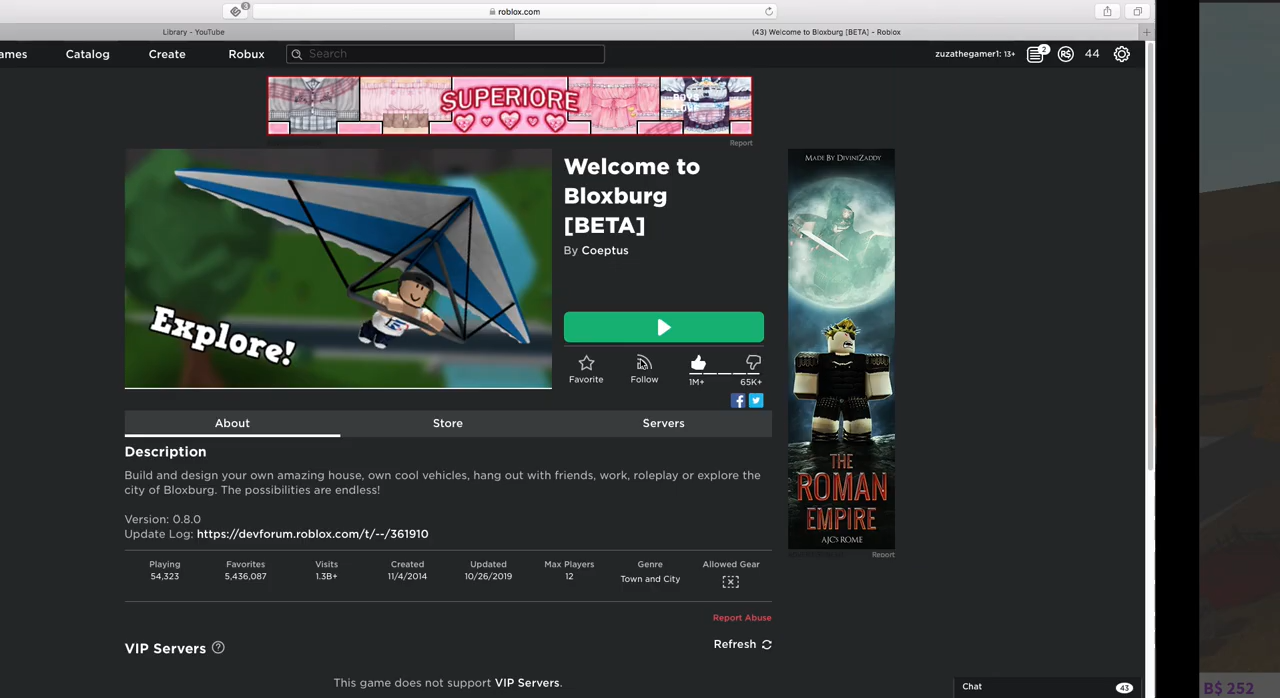 3
roblox.com
Library - YouTube
(43) Welcome to Bloxburg [BETA] - Roblox
ames
Catalog
Create
Robux
Search
zuzathegamer1: 13+
2
44
SUPERIORE
Report
MADE BY DIVINIZADDY
Welcome to
Bloxburg
[BETA]
By Coeptus
Explore!
Favorite
Follow
1M+
65K+
About
Store
Servers
Description
Build and design your own amazing house, own cool vehicles, hang out with friends, work, roleplay or explore the
city of Bloxburg. The possibilities are endless!
Version: 0.8.0
Update Log: https://devforum.roblox.com/t/--/361910
THE
ROMAN
EMPIRE
AJC'S ROME
Report
Playing
Favorites
Visits
Created
Updated
Max Players
Genre
Allowed Gear
54,323
5,436,087
1.3B+
11/4/2014
10/26/2019
12
Town and City
Report Abuse
VIP Servers
Refresh
This game does not support VIP Servers.
Chat
43
B$ 252